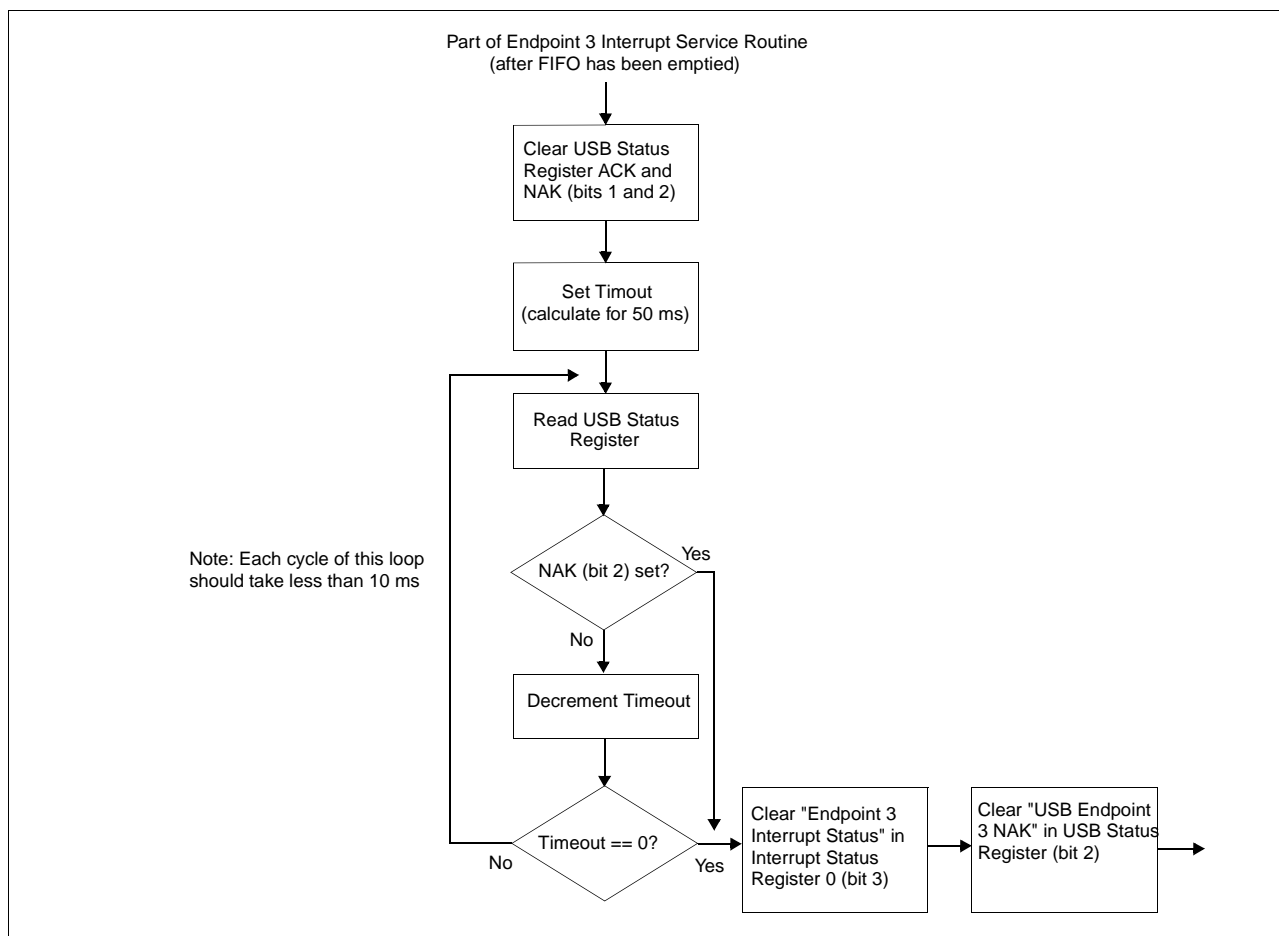 Part of Endpoint 3 Interrupt Service Routine
(after FIFO has been emptied)
Clear USB Status
Register ACK and
NAK (bits 1 and 2)
Set Timout
(calculate for 50 ms)
Read USB Status
Register
Note: Each cycle of this loop
should take less than 10 ms
NAK (bit 2) set?
Yes
No
Decrement Timeout
Timeout == 0?
No
Yes
Clear "Endpoint 3
Interrupt Status" in
Interrupt Status
Register 0 (bit 3)
Clear "USB Endpoint
3 NAK" in USB Status
Register (bit 2)